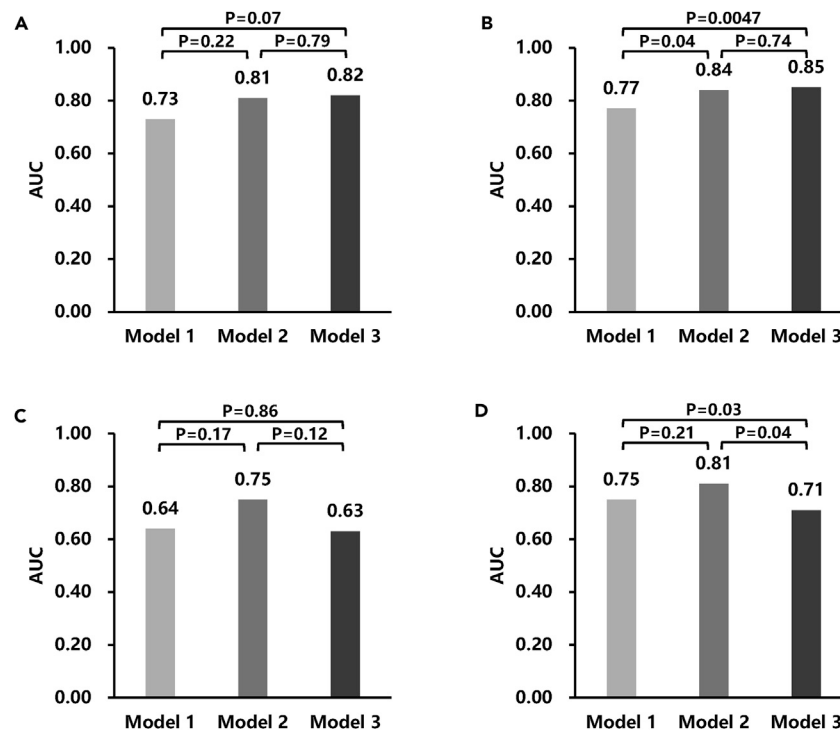 A
P=0.07
P=0.22
P=0.79
1.00
0.80
0.60
0.40
0.20
0.00
AUC
0.73
0.81
0.82
Model 1 Model 2 Model 3
B
P=0.0047
P=0.04
P=0.74
1.00
0.80
0.60
0.40
0.20
0.00
AUC
0.77
0.84
0.85
Model 1 Model 2 Model 3
C
P=0.86
P=0.17
P=0.12
1.00
0.80
0.60
0.40
0.20
0.00
AUC
0.64
0.75
0.63
Model 1 Model 2 Model 3
D
P=0.03
P=0.21
P=0.04
1.00
0.80
0.60
0.40
0.20
0.00
AUC
0.75
0.81
0.71
Model 1 Model 2 Model 3